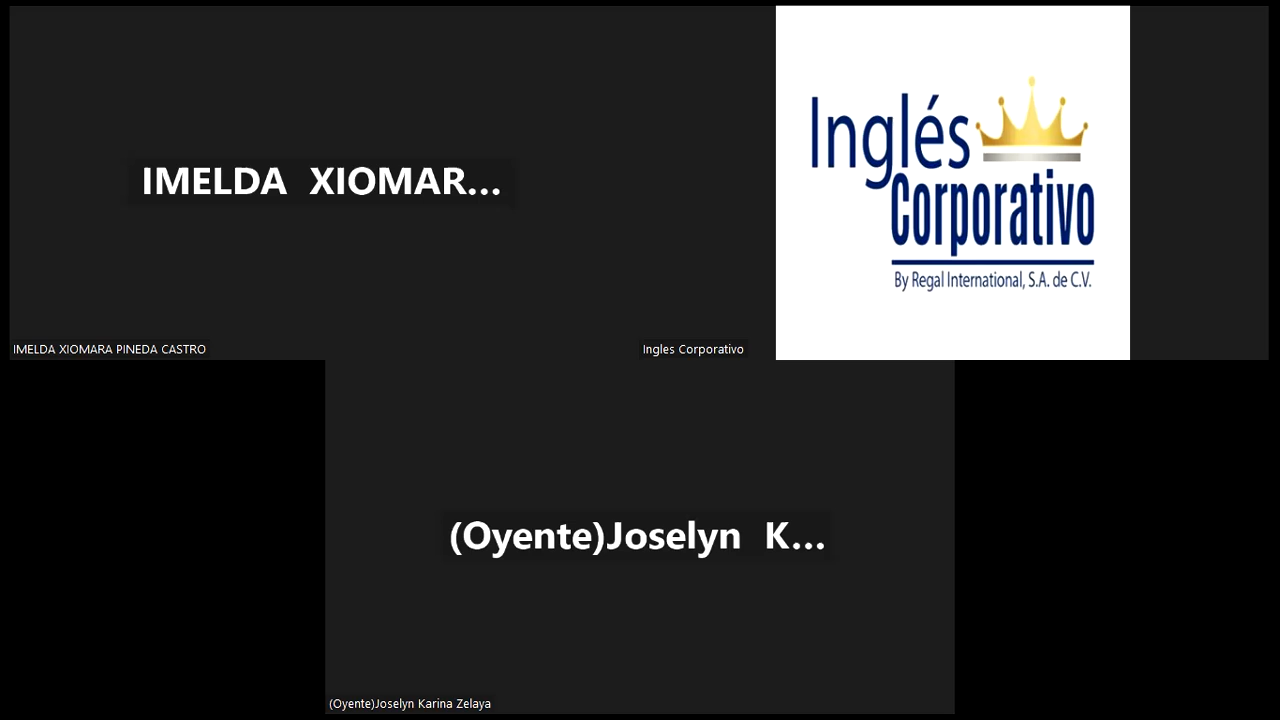 IMELDA XIOMAR...
IMELDA XIOMARA PINEDA CASTRO
Inglés
Corporativo
By Regal International, S.A. de C.V.
Ingles Corporativo
(Oyente)Joselyn K...
(Oyente)Joselyn Karina Zelaya